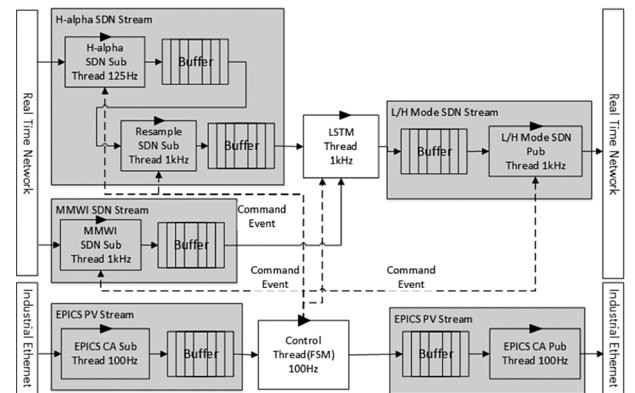 H-alpha SDN Stream
H-alpha
SDN Sub
Thread 125Hz
Buffer
Resample
SDN Sub
Thread 1kHz
Buffer
LSTM
Thread
1kHz
L/H Mode SDN Stream
Buffer
L/H Mode SDN
Pub
Thread 1kHz
Real Time Network
Real Time Network
MMWI SDN Stream
MMWI
SDN Sub
Thread 1kHz
Buffer
Command
Event
Command
Event
Command
Event
EPICS PV Stream
EPICS CA Sub
Thread 100Hz
Buffer
Control
Thread(FSM)
100Hz
EPICS PV Stream
Buffer
EPICS CA Pub
Thread 100Hz
Industrial Ethernet
Industrial Ethernet